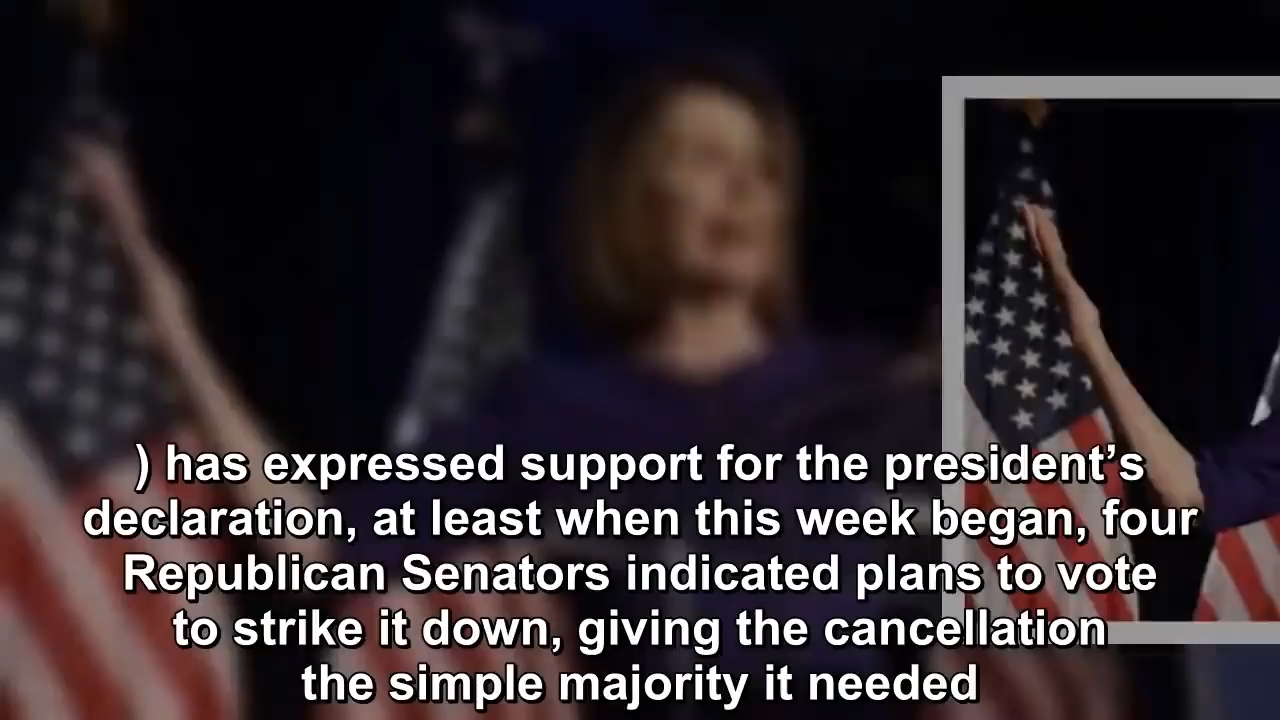 ) has expressed support for the president’s
declaration, at least when this week began, four
Republican Senators indicated plans to vote
to strike it down, giving the cancellation
the simple majority it needed